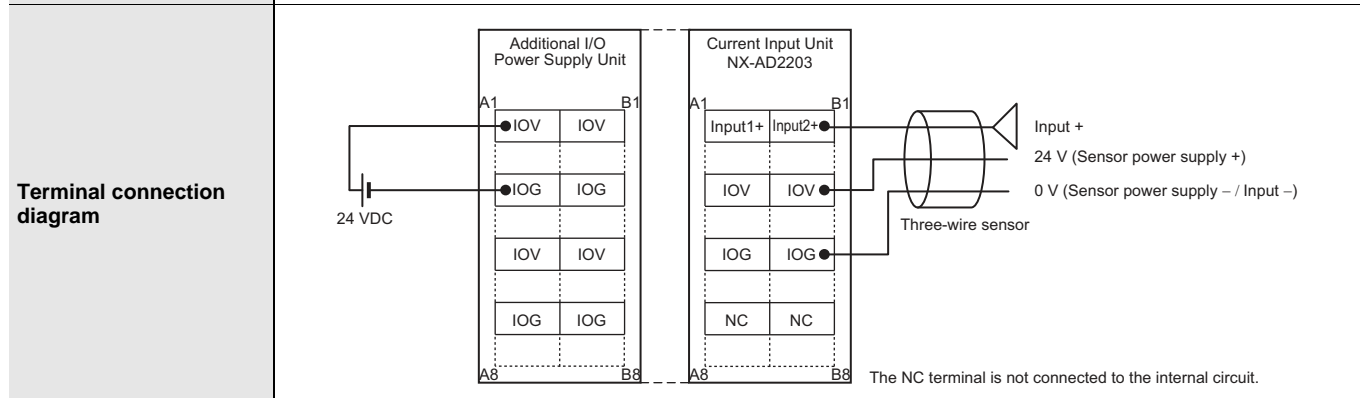 Terminal connection
diagram
24 VDC
Additional I/O
Power Supply Unit
A1 B1
IOV IOV
IOG IOG
IOV IOV
IOG IOG
A8 B8
Current Input Unit
NX-AD2203
A1 B1
Input1+ Input2+
IOV IOV
IOG IOG
NC NC
A8 B8
Input +
24 V (Sensor power supply +)
0 V (Sensor power supply – / Input –)
Three-wire sensor
The NC terminal is not connected to the internal circuit.